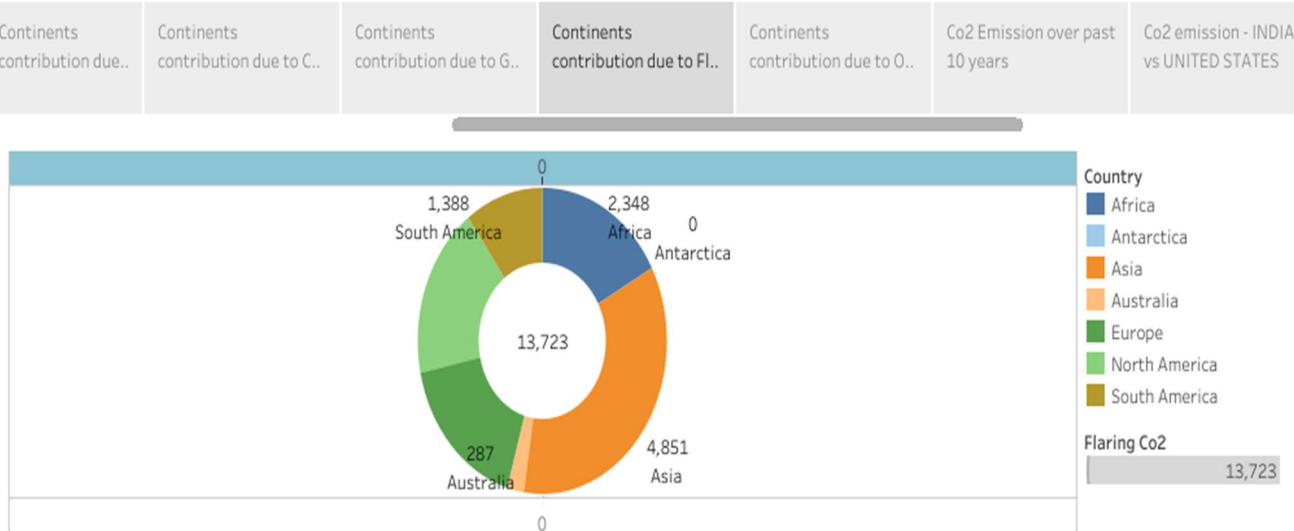 Continents
contribution due..
Continents
contribution due to C..
Continents
contribution due to G..
Continents
contribution due to Fl..
Continents
contribution due to O..
Co2 Emission over past
10 years
Co2 emission - INDIA
vs UNITED STATES
0
1,388
South America
2,348
Africa
0
Antarctica
13,723
287
Australia
4,851
Asia
0
Country
Africa
Antarctica
Asia
Australia
Europe
North America
South America
Flaring Co2
13,723